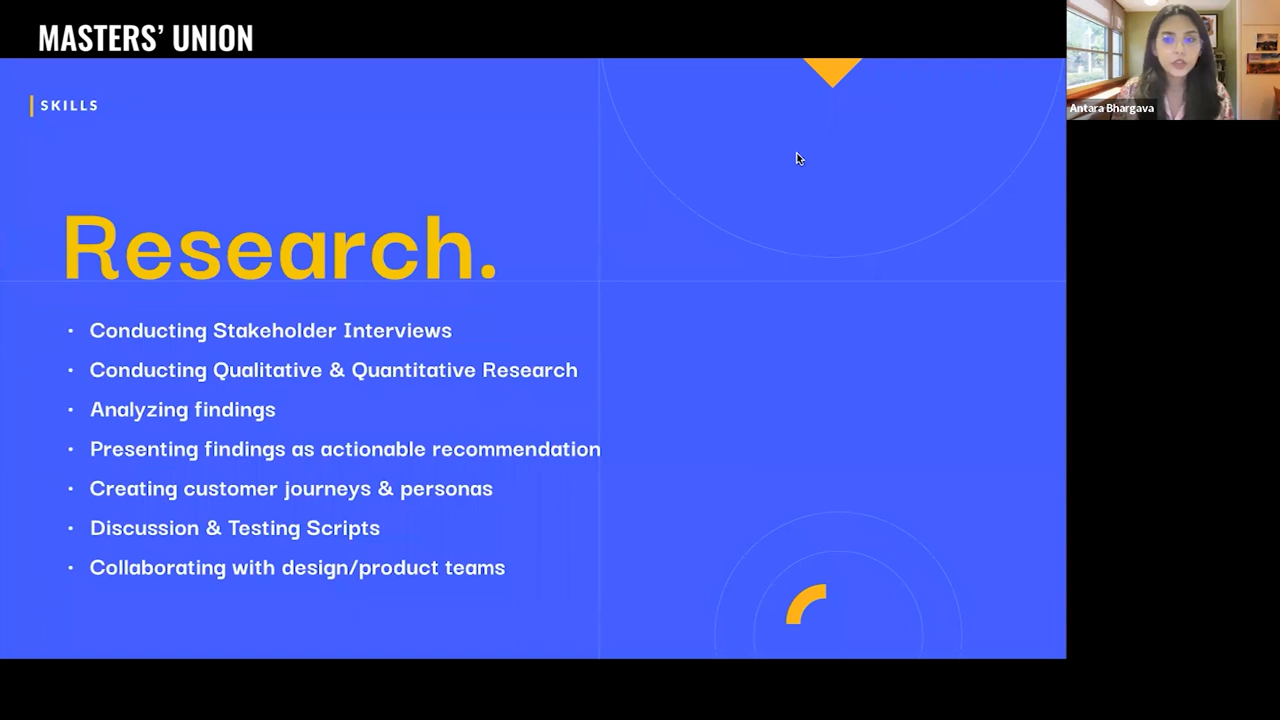 MASTERS' UNION
SKILLS
Antara Bhargava
Research.
• Conducting Stakeholder Interviews
• Conducting Qualitative & Quantitative Research
• Analyzing findings
• Presenting findings as actionable recommendation
• Creating customer journeys & personas
• Discussion & Testing Scripts
• Collaborating with design/product teams